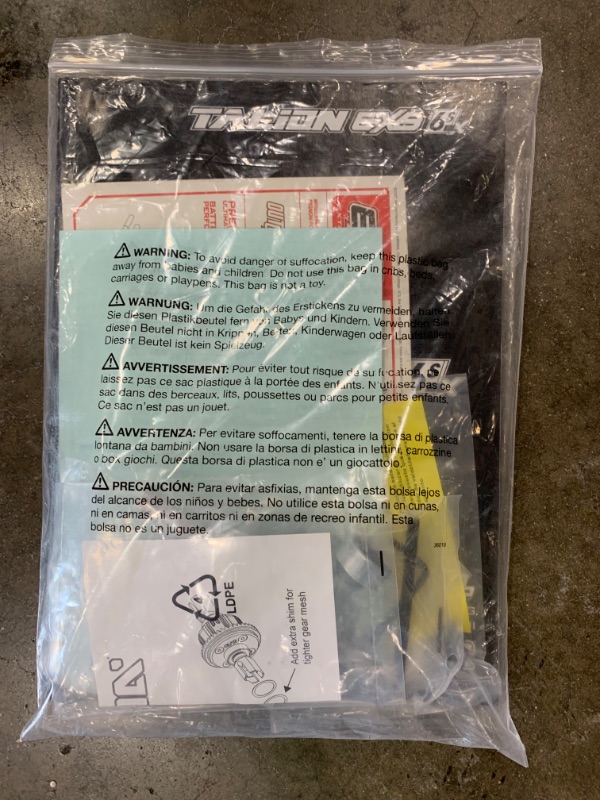 TALION EXB 6S
⚠ WARNING: To avoid danger of suffocation, keep this plastic bag
away from babies and children. Do not use this bag in cribs, beds,
carriages or playpens. This bag is not a toy.
⚠ WARNUNG: Um die Gefahr des Erstickens zu vermeiden, halten
Sie diesen Plastikbeutel fern von Babys und Kindern. Verwenden Sie
diesen Beutel nicht in Krippen, Betten, Kinderwagen oder Laufställen.
Dieser Beutel ist kein Spielzeug.
⚠ AVVERTISSEMENT: Pour éviter tout risque de suffocation, ne
laissez pas ce sac plastique à la portée des enfants. N'utilisez pas ce
sac dans des berceaux, lits, poussettes ou parcs pour petits enfants.
Ce sac n'est pas un jouet.
⚠ AVVERTENZA: Per evitare soffocamenti, tenere la borsa di plastica
lontana da bambini. Non usare la borsa di plastica in lettini, carrozzine
o box giochi. Questa borsa di plastica non e' un giocattolo.
⚠ PRECAUCIÓN: Para evitar asfixias, mantenga esta bolsa lejos
del alcance de los niños y bebes. No utilice esta bolsa ni en cunas,
ni en camas, ni en carritos ni en zonas de recreo infantil. Esta
bolsa no es un juguete.
LDPE
Add extra shim for
tighter gear mesh